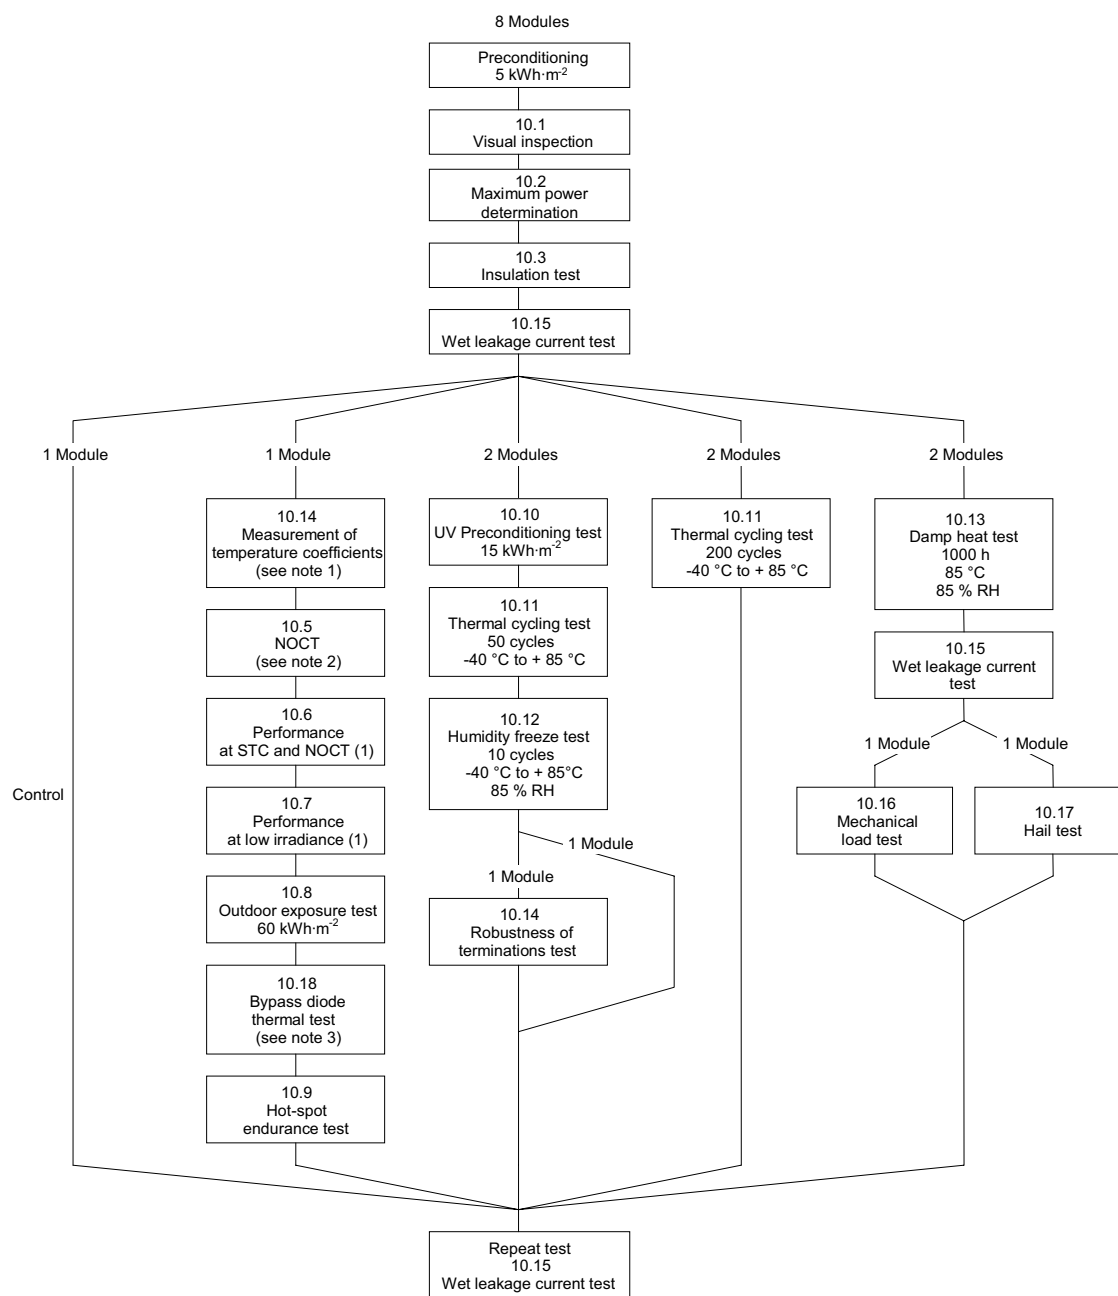 8 Modules
Preconditioning
5 kWh·m⁻²
10.1
Visual inspection
10.2
Maximum power
determination
10.3
Insulation test
10.15
Wet leakage current test
1 Module
1 Module
2 Modules
2 Modules
2 Modules
Control
10.14
Measurement of
temperature coefficients
(see note 1)
10.5
NOCT
(see note 2)
10.6
Performance
at STC and NOCT (1)
10.7
Performance
at low irradiance (1)
10.8
Outdoor exposure test
60 kWh·m⁻²
10.18
Bypass diode
thermal test
(see note 3)
10.9
Hot-spot
endurance test
10.10
UV Preconditioning test
15 kWh·m⁻²
10.11
Thermal cycling test
50 cycles
-40 °C to + 85 °C
10.12
Humidity freeze test
10 cycles
-40 °C to + 85°C
85 % RH
1 Module
1 Module
10.14
Robustness of
terminations test
10.11
Thermal cycling test
200 cycles
-40 °C to + 85 °C
10.13
Damp heat test
1000 h
85 °C
85 % RH
10.15
Wet leakage current
test
1 Module
1 Module
10.16
Mechanical
load test
10.17
Hail test
Repeat test
10.15
Wet leakage current test